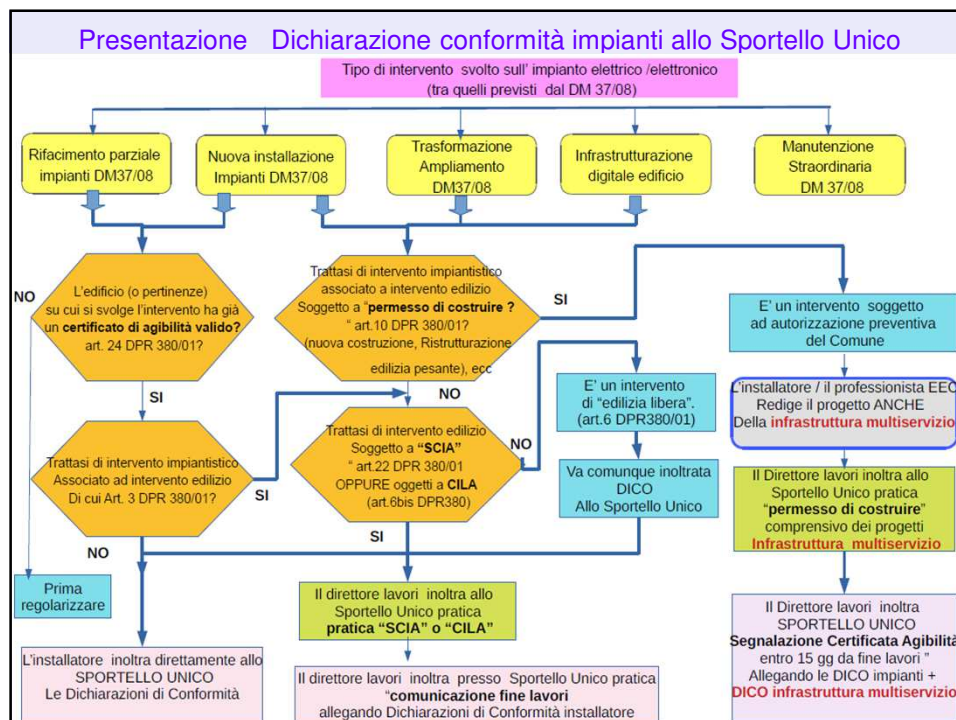 Presentazione Dichiarazione conformità impianti allo Sportello Unico
Tipo di intervento svolto sull' impianto elettrico /elettronico
(tra quelli previsti dal DM 37/08)
Rifacimento parziale
impianti DM37/08
Nuova installazione
Impianti DM37/08
Trasformazione
Ampliamento
DM37/08
Infrastrutturazione
digitale edificio
Manutenzione
Straordinaria
DM 37/08
NO
L'edificio (o pertinenze)
su cui si svolge l'intervento ha già
un certificato di agibilità valido?
art. 24 DPR 380/01?
Trattasi di intervento impiantistico
associato a intervento edilizio
Soggetto a "permesso di costruire ?
" art.10 DPR 380/01?
(nuova costruzione, Ristrutturazione
edilizia pesante), ecc
SI
E' un intervento soggetto
ad autorizzazione preventiva
del Comune
SI
NO
E' un intervento
di "edilizia libera".
(art.6 DPR380/01)
L'installatore / il professionista EEC
Redige il progetto ANCHE
Della infrastruttura multiservizio
Trattasi di intervento impiantistico
Associato ad intervento edilizio
Di cui Art. 3 DPR 380/01?
SI
Trattasi di intervento edilizio
Soggetto a "SCIA"
" art.22 DPR 380/01
OPPURE oggetti a CILA
(art.6bis DPR380)
NO
Va comunque inoltrata
DICO
Allo Sportello Unico
Il Direttore lavori inoltra allo
Sportello Unico pratica
"permesso di costruire"
comprensivo dei progetti
Infrastruttura multiservizio
NO
SI
Prima
regolarizzare
Il direttore lavori inoltra allo
Sportello Unico pratica
pratica "SCIA" o "CILA"
Il Direttore lavori inoltra
SPORTELLO UNICO
Segnalazione Certificata Agibilità
entro 15 gg da fine lavori "
Allegando le DICO impianti +
DICO infrastruttura multiservizio
L'installatore inoltra direttamente allo
SPORTELLO UNICO
Le Dichiarazioni di Conformità
Il direttore lavori inoltra presso Sportello Unico pratica
"comunicazione fine lavori
allegando Dichiarazioni di Conformità installatore